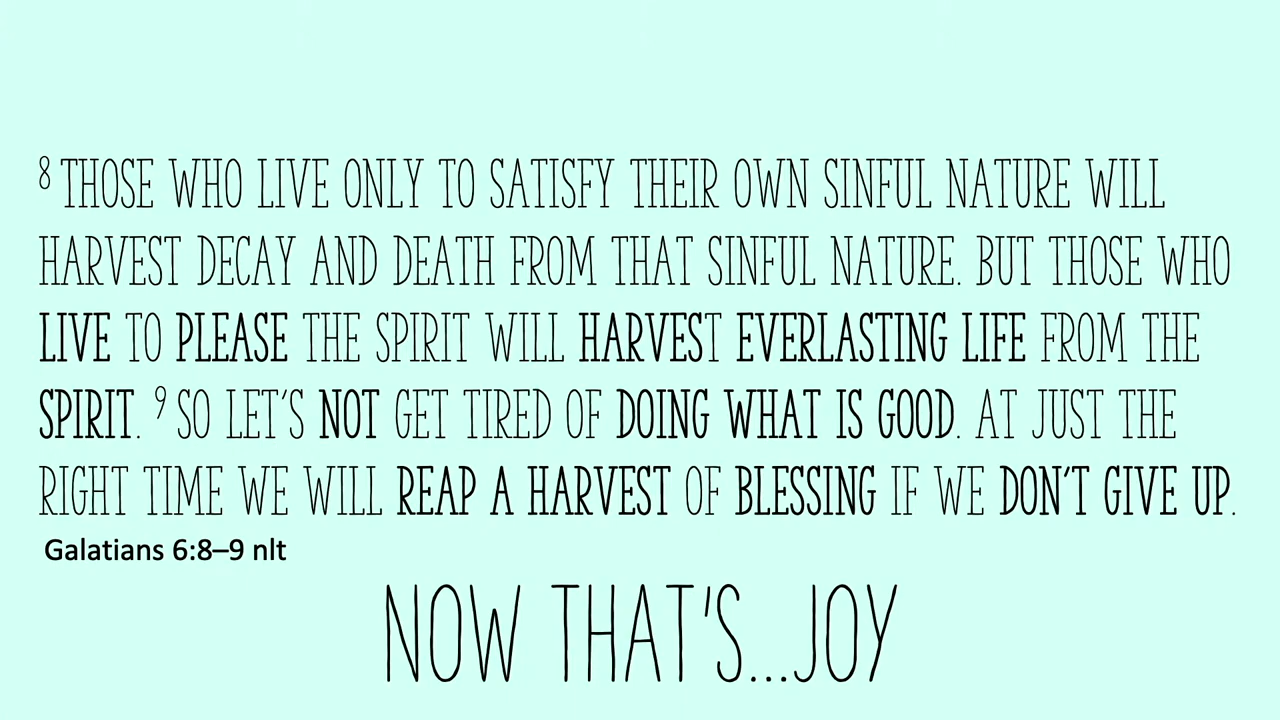 8 THOSE WHO LIVE ONLY TO SATISFY THEIR OWN SINFUL NATURE WILL
HARVEST DECAY AND DEATH FROM THAT SINFUL NATURE. BUT THOSE WHO
LIVE TO PLEASE THE SPIRIT WILL HARVEST EVERLASTING LIFE FROM THE
SPIRIT. 9 SO LET'S NOT GET TIRED OF DOING WHAT IS GOOD. AT JUST THE
RIGHT TIME WE WILL REAP A HARVEST OF BLESSING IF WE DON'T GIVE UP.
Galatians 6:8–9 nlt
NOW THAT'S...JOY